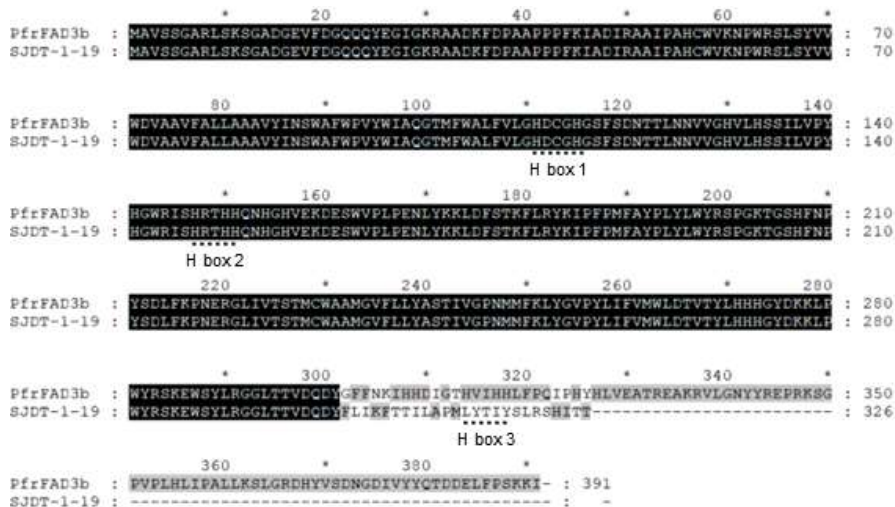 * 20 * 40 * 60 *
PfrFAD3b : MAVSSGARLSKSGADGEVFDGQQQYEGIGKRAADKFDPAAPPPFKIADIRAAIPAHCWVKNPWRSLSYVV : 70
SJDT-1-19 : MAVSSGARLSKSGADGEVFDGQQQYEGIGKRAADKFDPAAPPPFKIADIRAAIPAHCWVKNPWRSLSYVV : 70
80 * 100 * 120 * 140
PfrFAD3b : WDVAAVFALLAAAVYINSWAFWPVYWIAQGTMFWALFVLGHDCGHGSFSDNTTLNNVVGHVLHSSILVPY : 140
SJDT-1-19 : WDVAAVFALLAAAVYINSWAFWPVYWIAQGTMFWALFVLGHDCGHGSFSDNTTLNNVVGHVLHSSILVPY : 140
H box 1
* 160 * 180 * 200 *
PfrFAD3b : HGWRISHRTHHQNHGHVEKDESWVPLPENLYKKLDFSTKFLRYKIPFPMFAYPLYLWYRSPGKTGSHFNP : 210
SJDT-1-19 : HGWRISHRTHHQNHGHVEKDESWVPLPENLYKKLDFSTKFLRYKIPFPMFAYPLYLWYRSPGKTGSHFNP : 210
H box 2
220 * 240 * 260 * 280
PfrFAD3b : YSDLFKPNERGLIVTSTMCWAAMGVFLLYASTIVGPNMMFKLYGVPYLIFVMWLDTVTYLHHHGYDKKLP : 280
SJDT-1-19 : YSDLFKPNERGLIVTSTMCWAAMGVFLLYASTIVGPNMMFKLYGVPYLIFVMWLDTVTYLHHHGYDKKLP : 280
* 300 * 320 * 340 *
PfrFAD3b : WYRSKEWSYLRGGLTTVDQDYGFFNKIHHDIGTHVIHHLFPQIPHYHLVEATREAKRVLGNYYREPRKSG : 350
SJDT-1-19 : WYRSKEWSYLRGGLTTVDQDYFLIKFTTILAPMLYTIYSLRSHITT------------------------ : 326
H box 3
360 * 380 *
PfrFAD3b : PVPLHLIPALLKSLGRDHYVSDNGDIVYYQTDDELFPSKKI- : 391
SJDT-1-19 : ------------------------------------------ : -